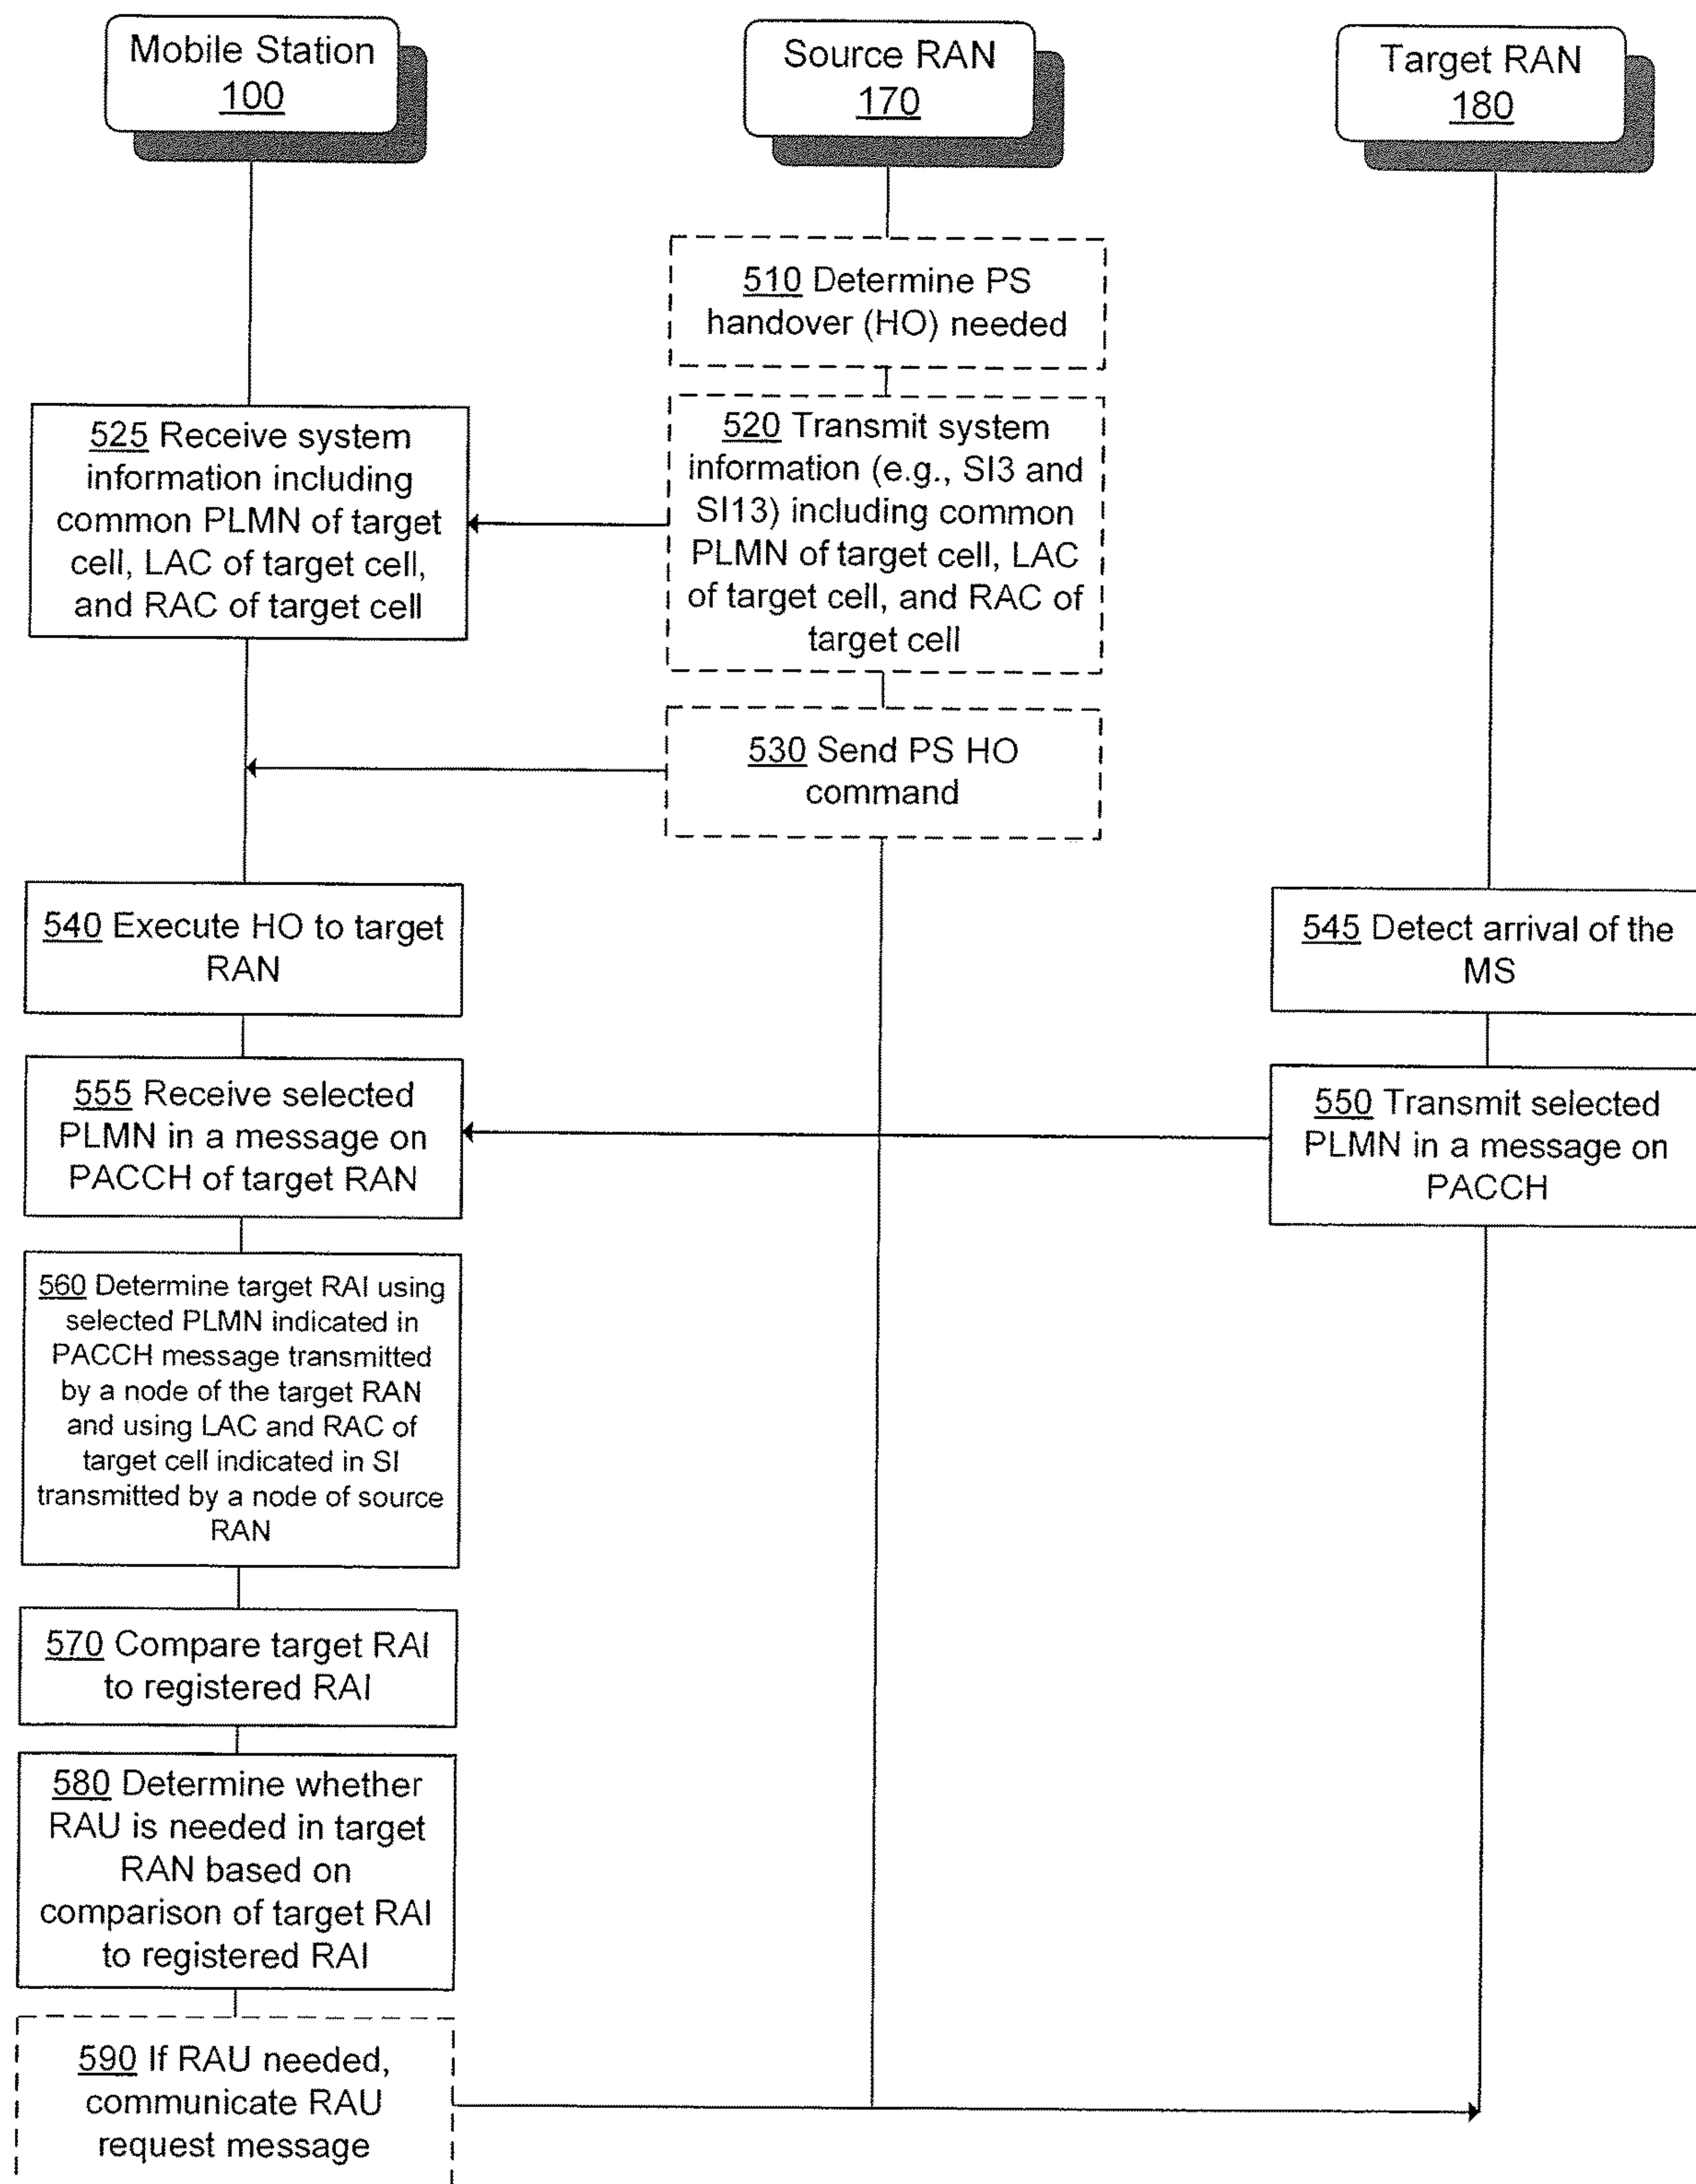 Mobile Station
100
Source RAN
170
Target RAN
180
510 Determine PS
handover (HO) needed
520 Transmit system
information (e.g., SI3 and
SI13) including common
PLMN of target cell, LAC
of target cell, and RAC of
target cell
525 Receive system
information including
common PLMN of target
cell, LAC of target cell,
and RAC of target cell
530 Send PS HO
command
540 Execute HO to target
RAN
545 Detect arrival of the
MS
550 Transmit selected
PLMN in a message on
PACCH
555 Receive selected
PLMN in a message on
PACCH of target RAN
560 Determine target RAI using
selected PLMN indicated in
PACCH message transmitted
by a node of the target RAN
and using LAC and RAC of
target cell indicated in SI
transmitted by a node of source
RAN
570 Compare target RAI
to registered RAI
580 Determine whether
RAU is needed in target
RAN based on
comparison of target RAI
to registered RAI
590 If RAU needed,
communicate RAU
request message